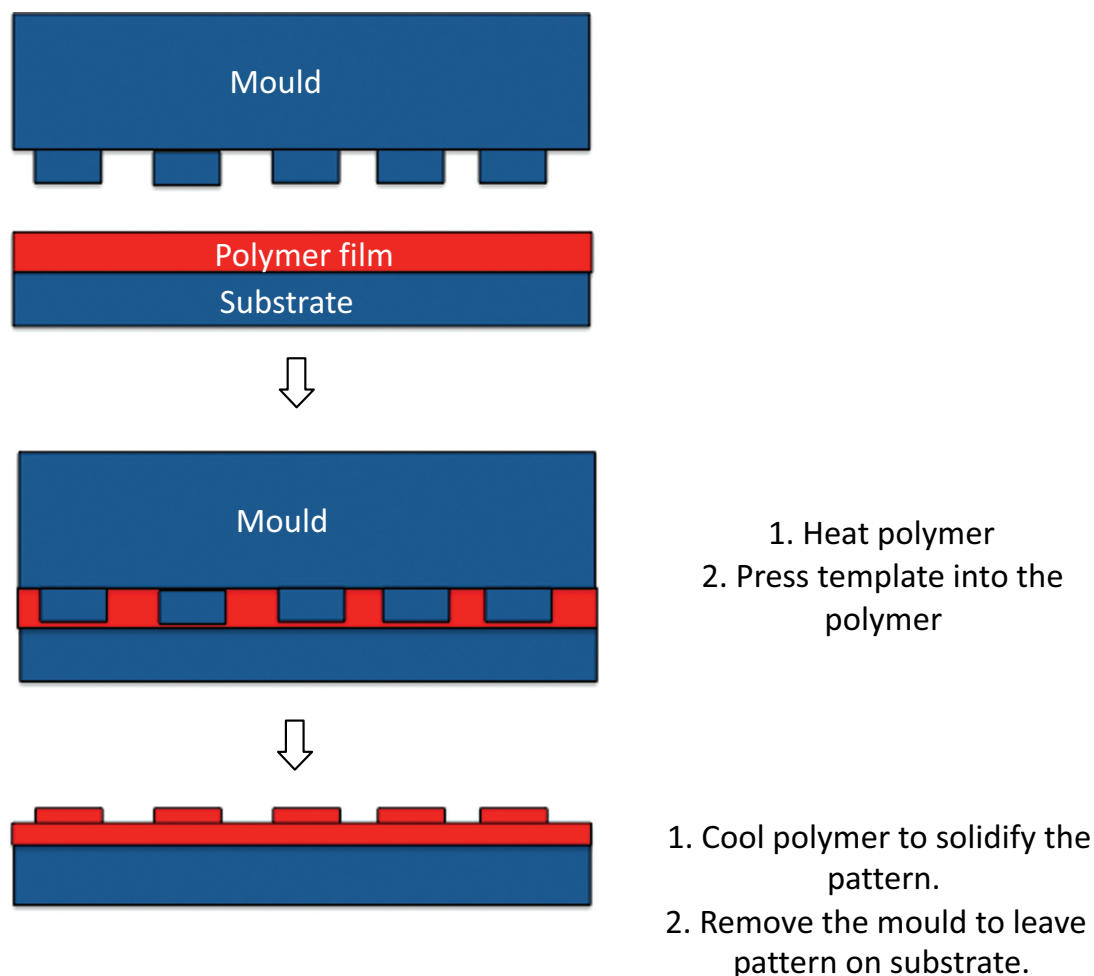 Mould
Polymer film
Substrate
Mould
1. Heat polymer
2. Press template into the
polymer
1. Cool polymer to solidify the
pattern.
2. Remove the mould to leave
pattern on substrate.